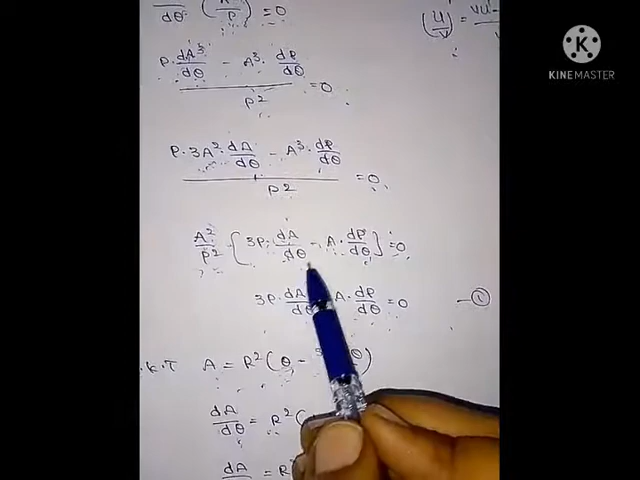 d/dθ (A³/P) = 0
(u/v)
P · dA³/dθ - A³ · dP/dθ / P² = 0
P · 3A² · dA/dθ - A³ · dP/dθ / P² = 0
A²/P² { 3P · dA/dθ - A · dP/dθ } = 0
3P · dA/dθ A · dP/dθ = 0 — ①
.K.T A = R² (θ -
dA/dθ = R² (
dA = R²
KINEMASTER